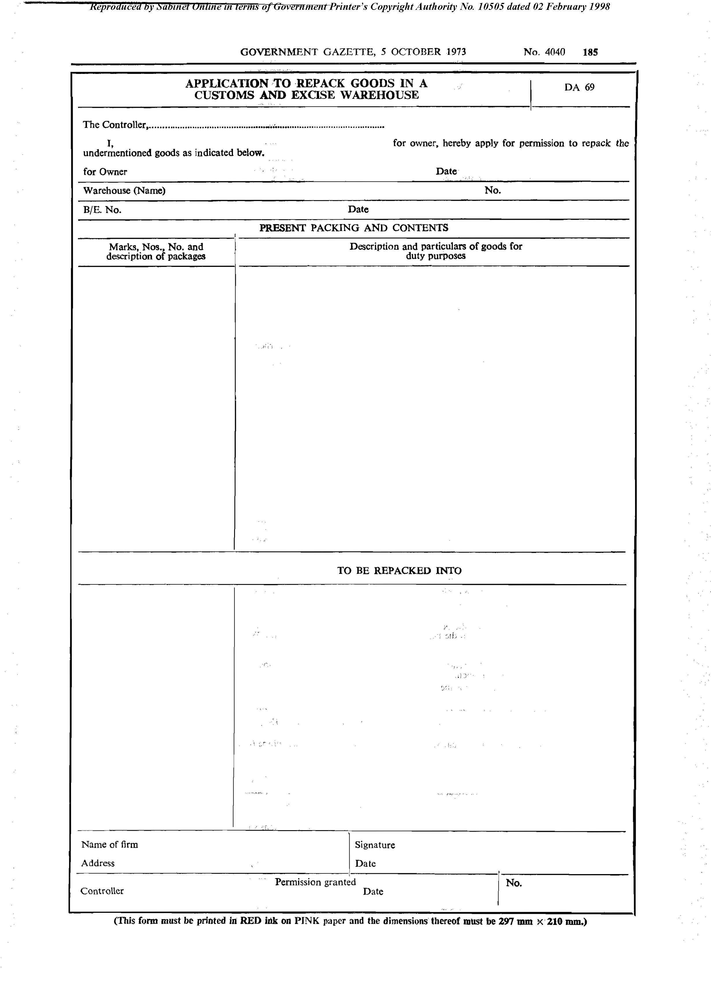 Reproduced by Sabinet Online in terms of Government Printer's Copyright Authority No. 10505 dated 02 February 1998
GOVERNMENT GAZETTE, 5 OCTOBER 1973 No. 4040 185
APPLICATION TO REPACK GOODS IN A
CUSTOMS AND EXCISE WAREHOUSE
DA 69
The Controller,........................................................................................
I, for owner, hereby apply for permission to repack the
undermentioned goods as indicated below.
for Owner Date
Warehouse (Name) No.
B/E. No. Date
PRESENT PACKING AND CONTENTS
Marks, Nos., No. and
description of packages
Description and particulars of goods for
duty purposes
TO BE REPACKED INTO
Name of firm
Address
Signature
Date
Permission granted
Controller Date
No.
(This form must be printed in RED ink on PINK paper and the dimensions thereof must be 297 mm × 210 mm.)